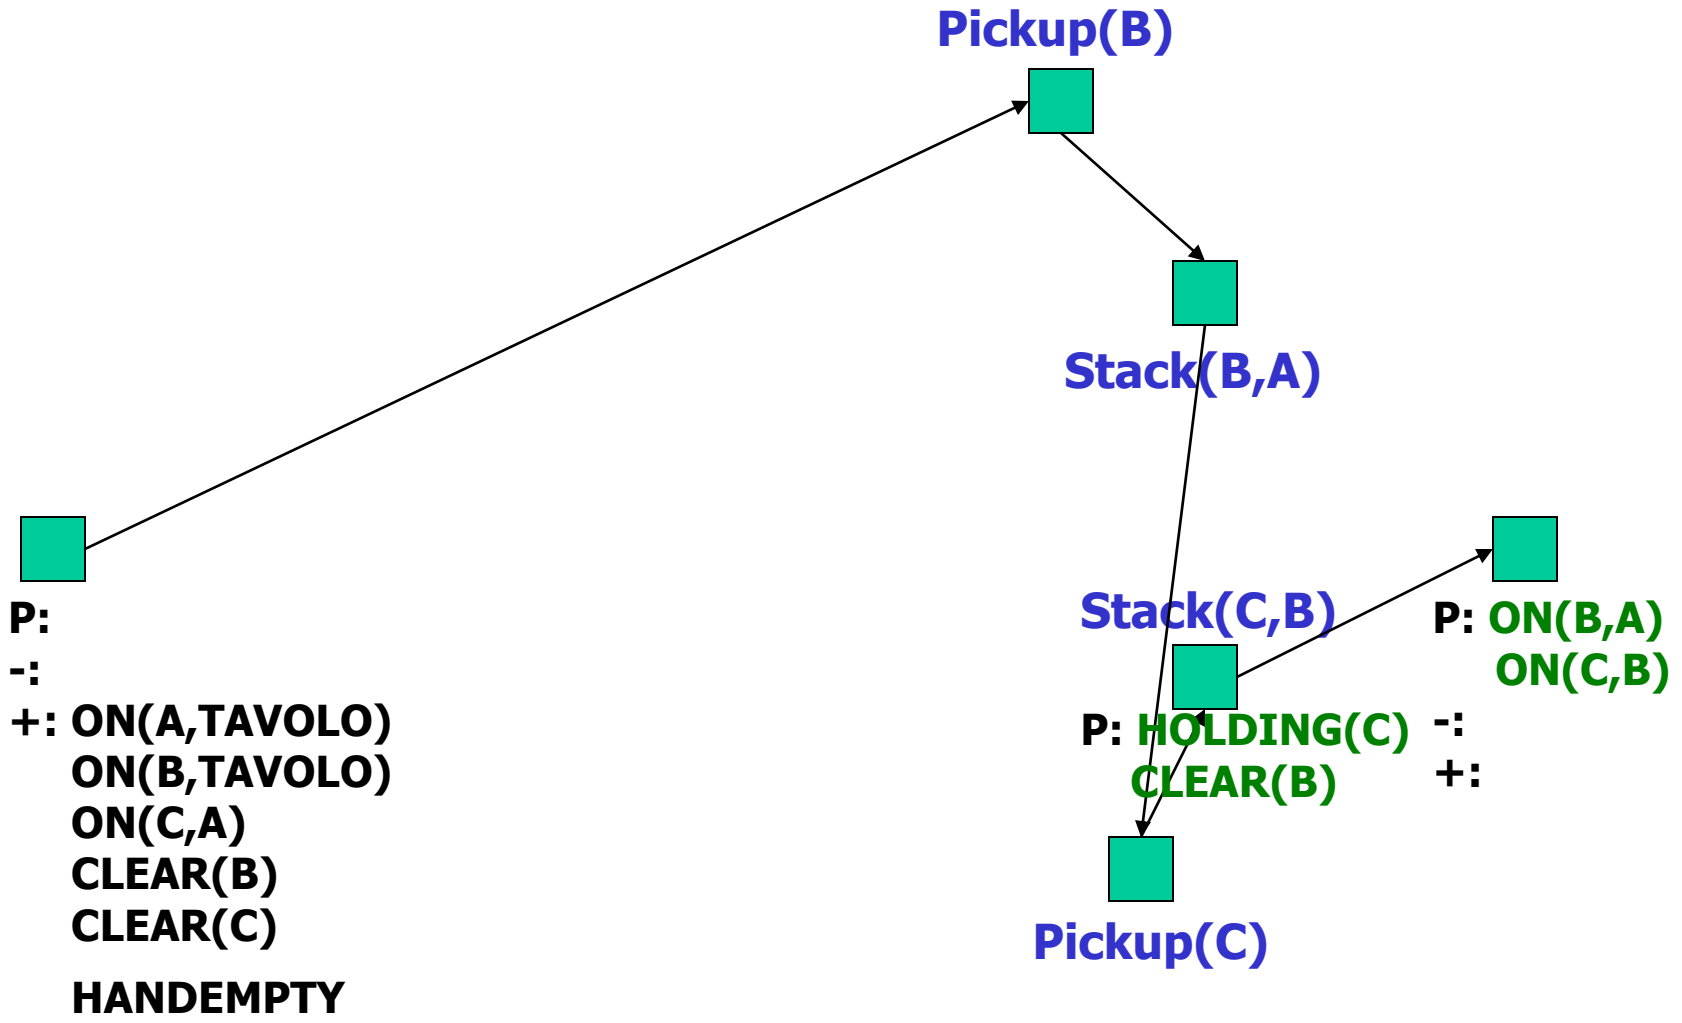 Pickup(B)
Stack(B,A)
Stack(C,B)
P: HOLDING(C)
CLEAR(B)
Pickup(C)
P:
-:
+: ON(A,TAVOLO)
ON(B,TAVOLO)
ON(C,A)
CLEAR(B)
CLEAR(C)
HANDEMPTY
P: ON(B,A)
ON(C,B)
-:
+: